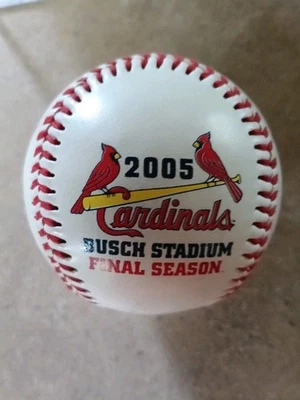 2005
Cardinals
BUSCH STADIUM
FINAL SEASON